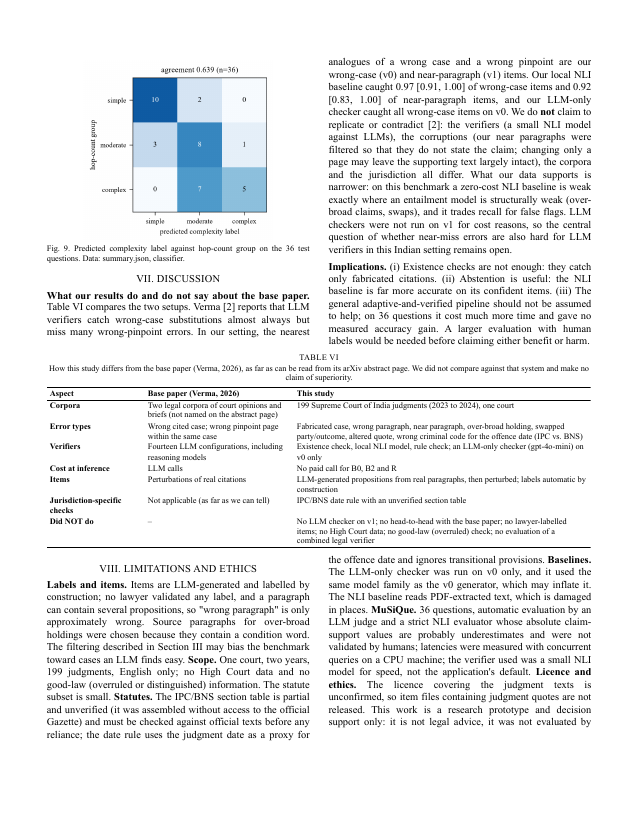 agreement 0.639 (n=36)
simple
10
2
0
moderate
3
8
1
complex
0
7
5
hop-count group
simple
moderate
complex
predicted complexity label
Fig. 9. Predicted complexity label against hop-count group on the 36 test
questions. Data: summary.json, classifier.
VII. DISCUSSION
What our results do and do not say about the base paper.
Table VI compares the two setups. Verma [2] reports that LLM
verifiers catch wrong-case substitutions almost always but
miss many wrong-pinpoint errors. In our setting, the nearest
analogues of a wrong case and a wrong pinpoint are our
wrong-case (v0) and near-paragraph (v1) items. Our local NLI
baseline caught 0.97 [0.91, 1.00] of wrong-case items and 0.92
[0.83, 1.00] of near-paragraph items, and our LLM-only
checker caught all wrong-case items on v0. We do not claim to
replicate or contradict [2]: the verifiers (a small NLI model
against LLMs), the corruptions (our near paragraphs were
filtered so that they do not state the claim; changing only a
page may leave the supporting text largely intact), the corpora
and the jurisdiction all differ. What our data supports is
narrower: on this benchmark a zero-cost NLI baseline is weak
exactly where an entailment model is structurally weak (over-
broad claims, swaps), and it trades recall for false flags. LLM
checkers were not run on v1 for cost reasons, so the central
question of whether near-miss errors are also hard for LLM
verifiers in this Indian setting remains open.
Implications. (i) Existence checks are not enough: they catch
only fabricated citations. (ii) Abstention is useful: the NLI
baseline is far more accurate on its confident items. (iii) The
general adaptive-and-verified pipeline should not be assumed
to help; on 36 questions it cost much more time and gave no
measured accuracy gain. A larger evaluation with human
labels would be needed before claiming either benefit or harm.
TABLE VI
How this study differs from the base paper (Verma, 2026), as far as can be read from its arXiv abstract page. We did not compare against that system and make no
claim of superiority.
Aspect
Base paper (Verma, 2026)
This study
Corpora
Two legal corpora of court opinions and
briefs (not named on the abstract page)
199 Supreme Court of India judgments (2023 to 2024), one court
Error types
Wrong cited case; wrong pinpoint page
within the same case
Fabricated case, wrong paragraph, near paragraph, over-broad holding, swapped
party/outcome, altered quote, wrong criminal code for the offence date (IPC vs. BNS)
Verifiers
Fourteen LLM configurations, including
reasoning models
Existence check, local NLI model, rule check; an LLM-only checker (gpt-4o-mini) on
v0 only
Cost at inference
LLM calls
No paid call for B0, B2 and R
Items
Perturbations of real citations
LLM-generated propositions from real paragraphs, then perturbed; labels automatic by
construction
Jurisdiction-specific
checks
Not applicable (as far as we can tell)
IPC/BNS date rule with an unverified section table
Did NOT do
–
No LLM checker on v1; no head-to-head with the base paper; no lawyer-labelled
items; no High Court data; no good-law (overruled) check; no evaluation of a
combined legal verifier
VIII. LIMITATIONS AND ETHICS
Labels and items. Items are LLM-generated and labelled by
construction; no lawyer validated any label, and a paragraph
can contain several propositions, so "wrong paragraph" is only
approximately wrong. Source paragraphs for over-broad
holdings were chosen because they contain a condition word.
The filtering described in Section III may bias the benchmark
toward cases an LLM finds easy. Scope. One court, two years,
199 judgments, English only; no High Court data and no
good-law (overruled or distinguished) information. The statute
subset is small. Statutes. The IPC/BNS section table is partial
and unverified (it was assembled without access to the official
Gazette) and must be checked against official texts before any
reliance; the date rule uses the judgment date as a proxy for
the offence date and ignores transitional provisions. Baselines.
The LLM-only checker was run on v0 only, and it used the
same model family as the v0 generator, which may inflate it.
The NLI baseline reads PDF-extracted text, which is damaged
in places. MuSiQue. 36 questions, automatic evaluation by an
LLM judge and a strict NLI evaluator whose absolute claim-
support values are probably underestimates and were not
validated by humans; latencies were measured with concurrent
queries on a CPU machine; the verifier used was a small NLI
model for speed, not the application's default. Licence and
ethics. The licence covering the judgment texts is
unconfirmed, so item files containing judgment quotes are not
released. This work is a research prototype and decision
support only: it is not legal advice, it was not evaluated by